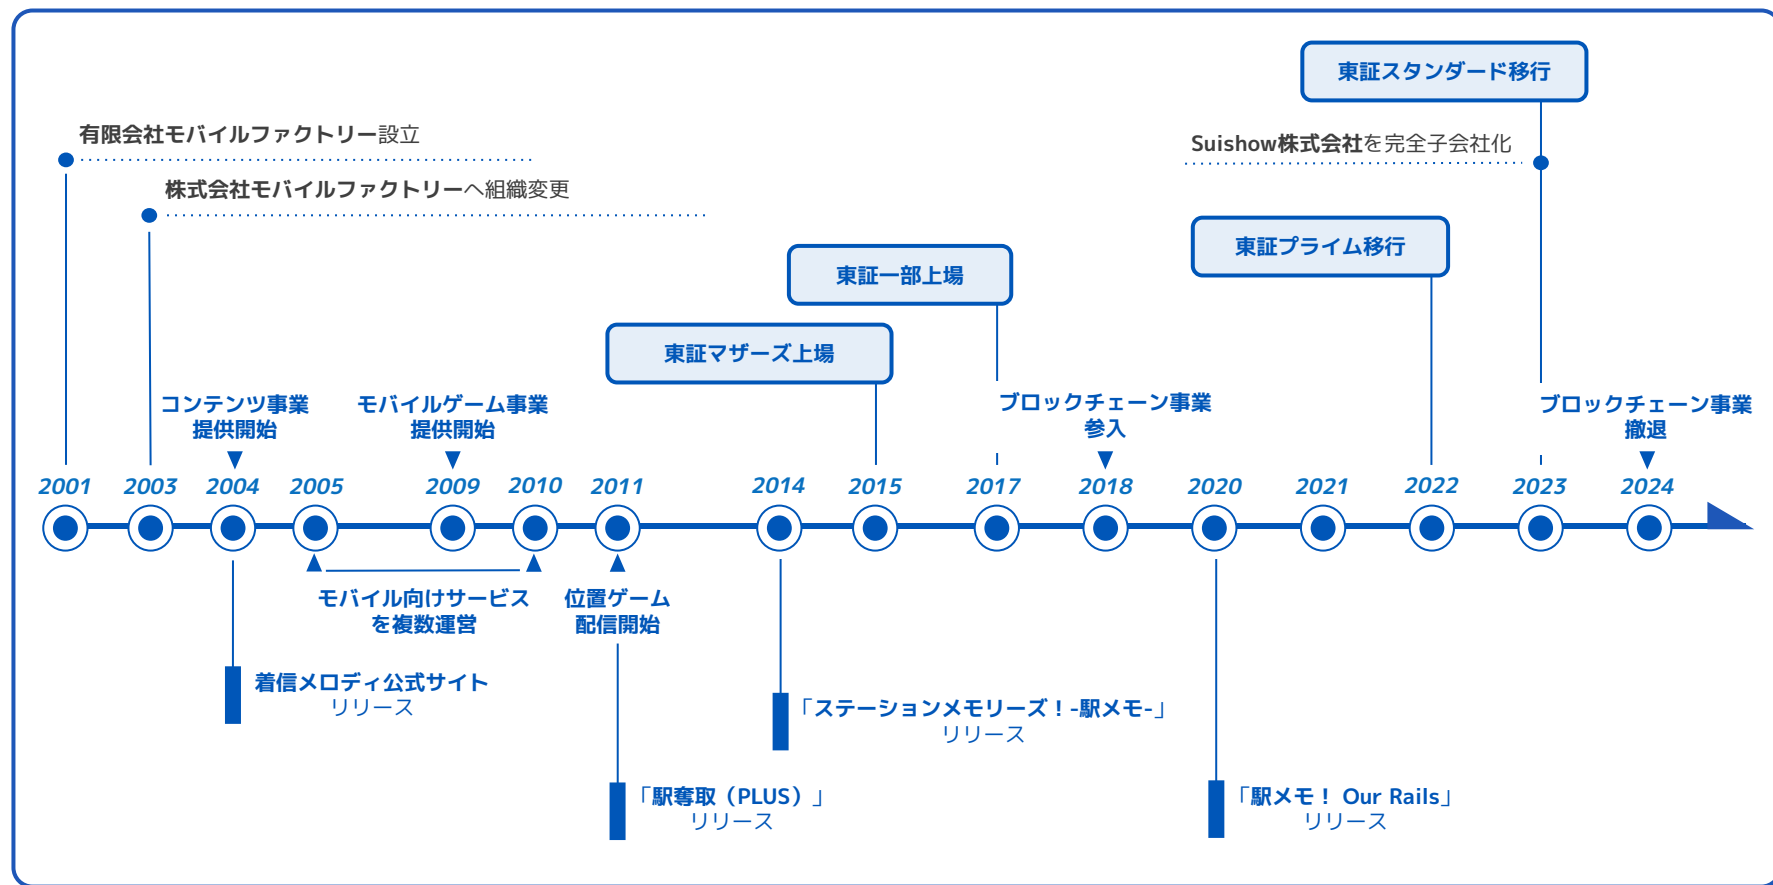 東証スタンダード移行
有限会社モバイルファクトリー設立
Suishow株式会社を完全子会社化
株式会社モバイルファクトリーへ組織変更
東証プライム移行
東証一部上場
東証マザーズ上場
コンテンツ事業
提供開始
モバイルゲーム事業
提供開始
ブロックチェーン事業
参入
ブロックチェーン事業
撤退
2001 2003 2004 2005 2009 2010 2011 2014 2015 2017 2018 2020 2021 2022 2023 2024
モバイル向けサービス
を複数運営
位置ゲーム
配信開始
着信メロディ公式サイト
リリース
「ステーションメモリーズ！-駅メモ-」
リリース
「駅奪取（PLUS）」
リリース
「駅メモ！ Our Rails」
リリース